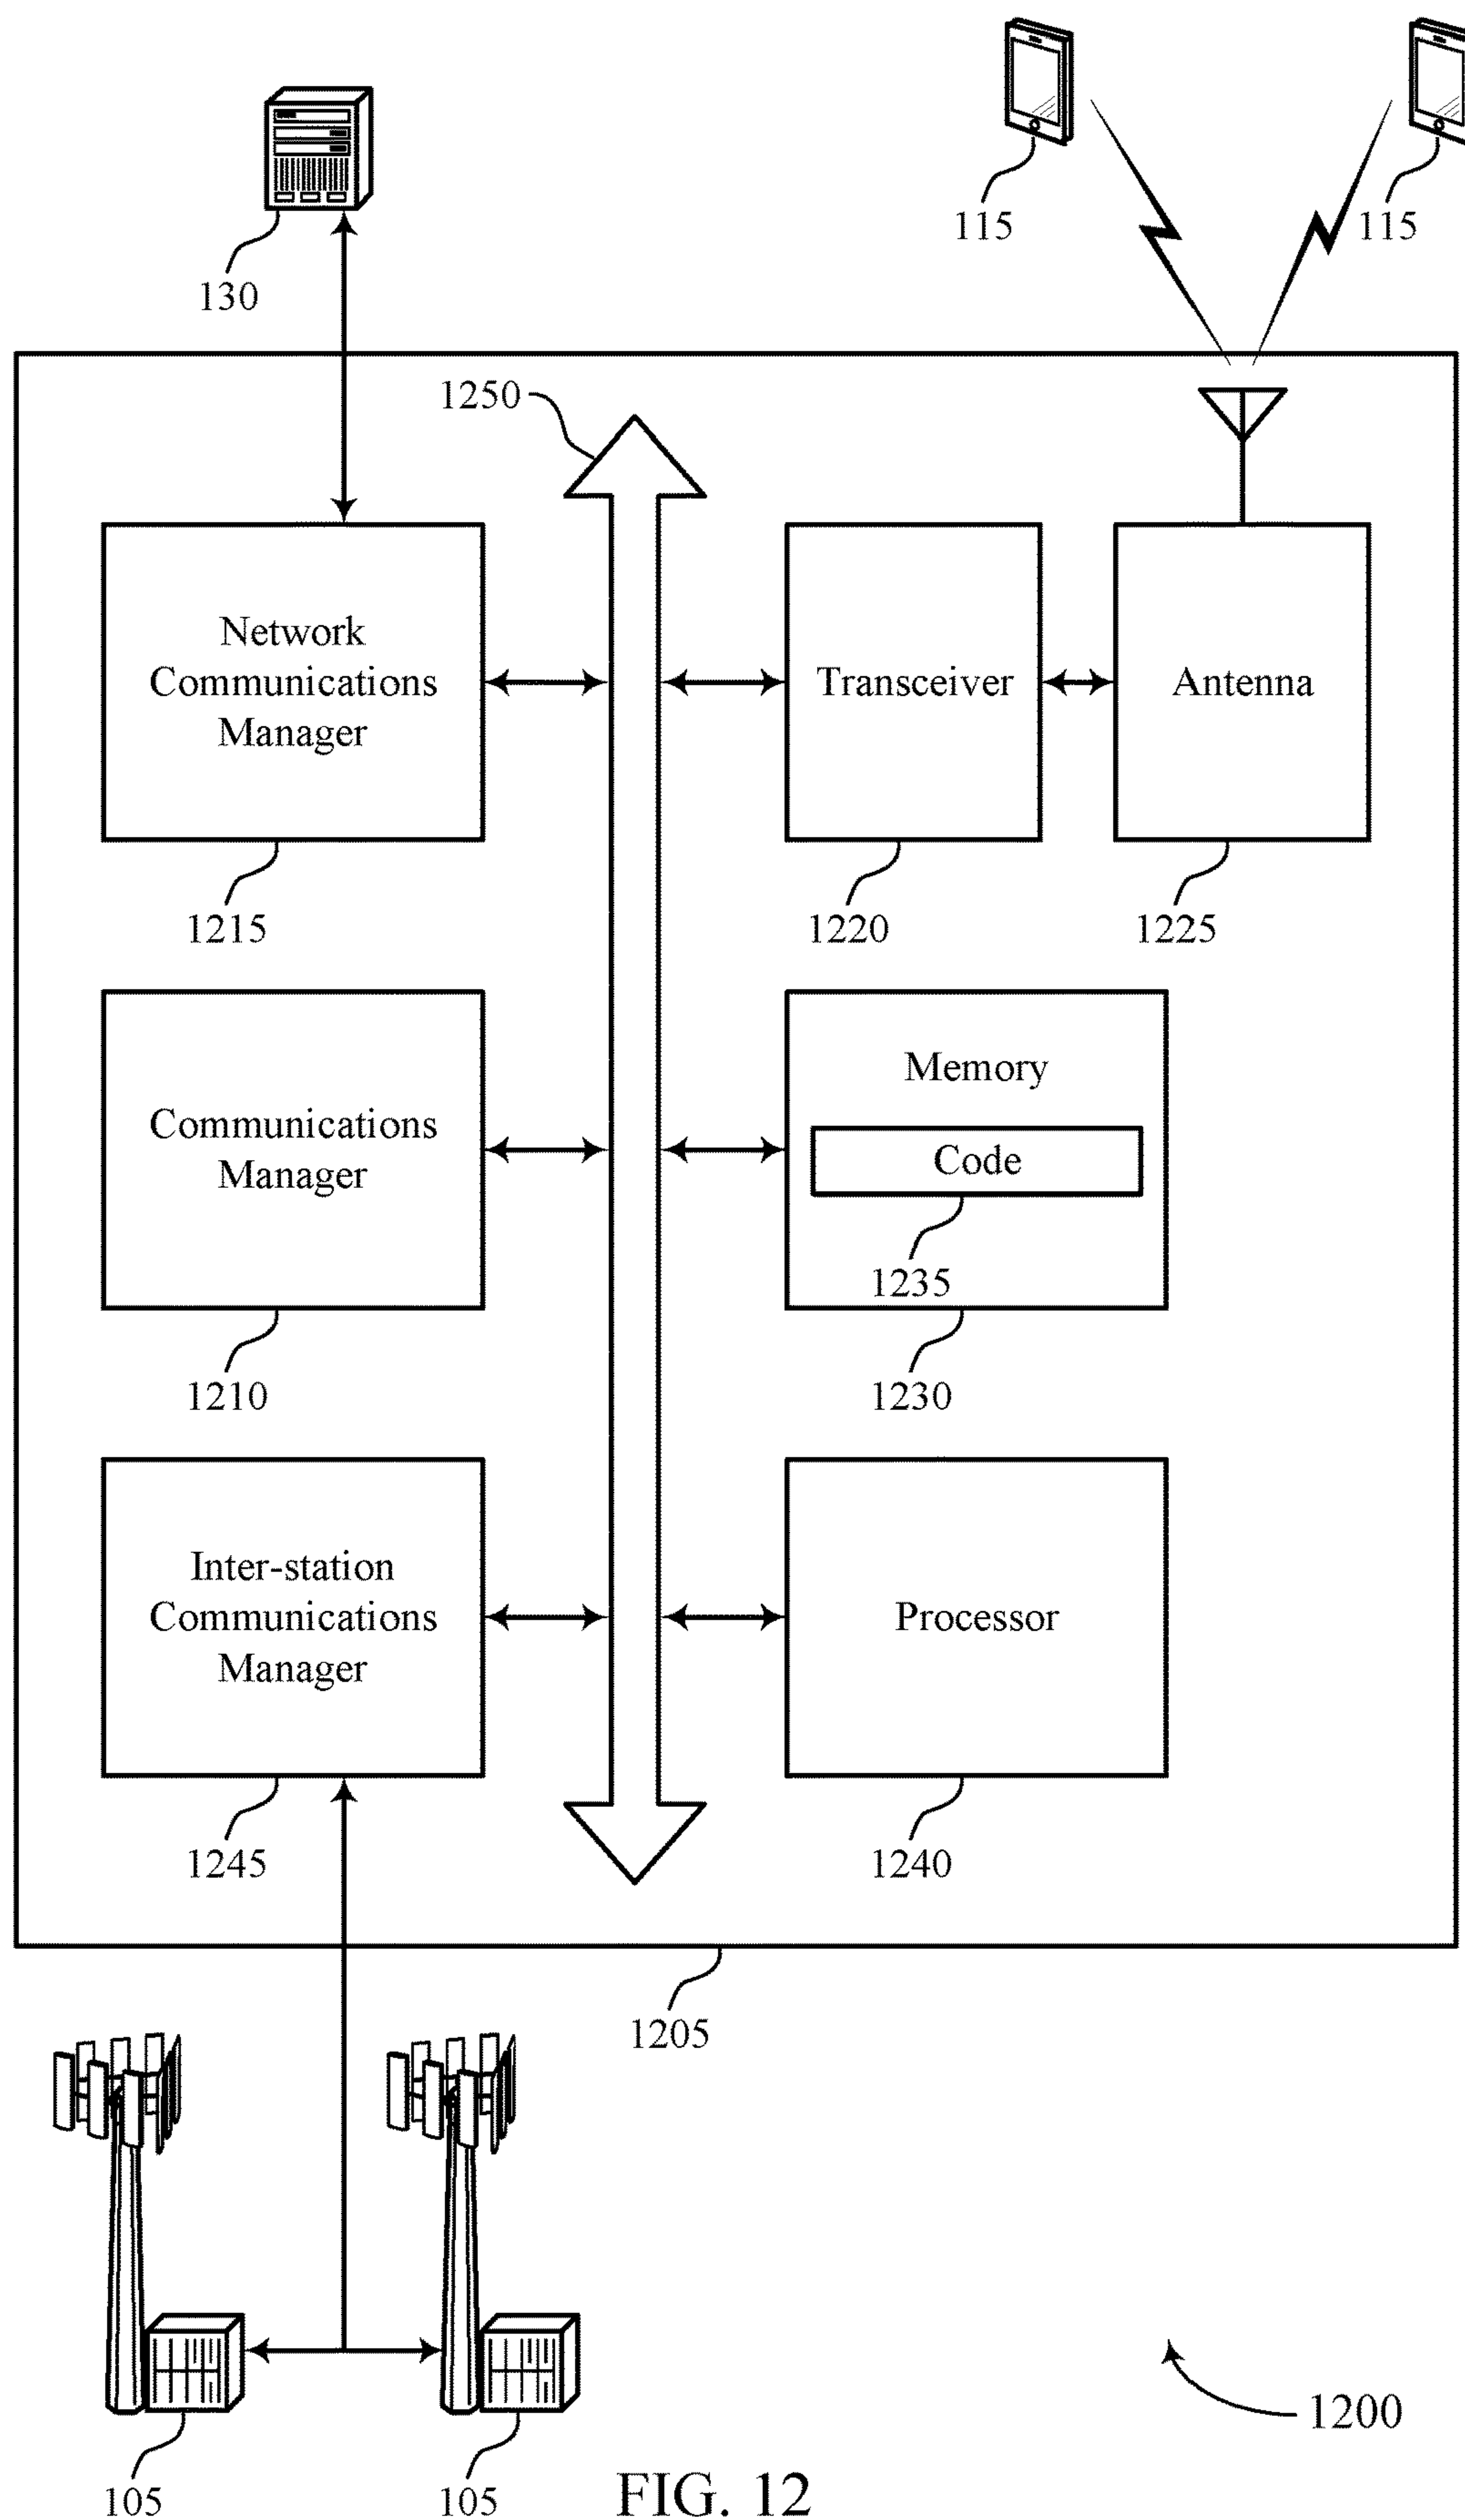 115
115
130
1250
Network
Communications
Manager
Transceiver
Antenna
1215
1220
1225
Communications
Manager
Memory
Code
1235
1210
1230
Inter-station
Communications
Manager
Processor
1245
1240
1205
1200
105
105
FIG. 12